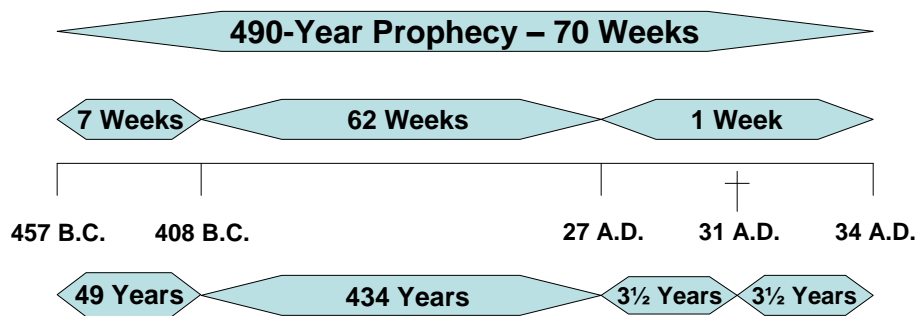 490-Year Prophecy – 70 Weeks
7 Weeks 62 Weeks 1 Week
457 B.C. 408 B.C. 27 A.D. 31 A.D. 34 A.D.
49 Years 434 Years 3½ Years 3½ Years